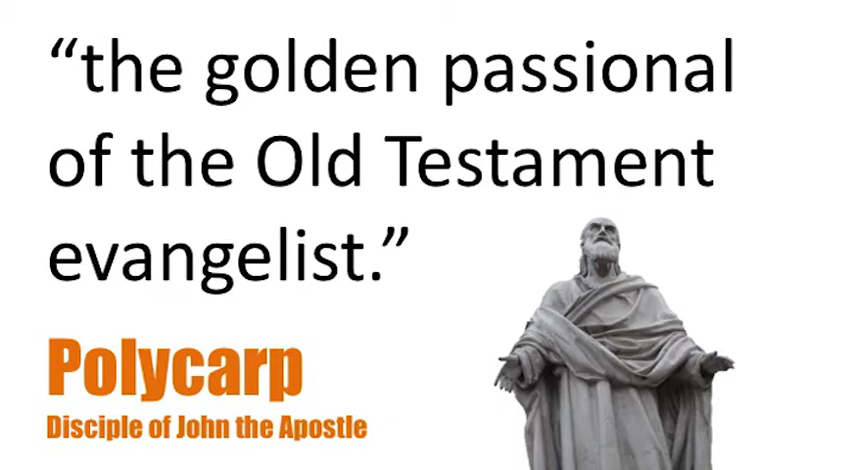 “the golden passional
of the Old Testament
evangelist.”
Polycarp
Disciple of John the Apostle